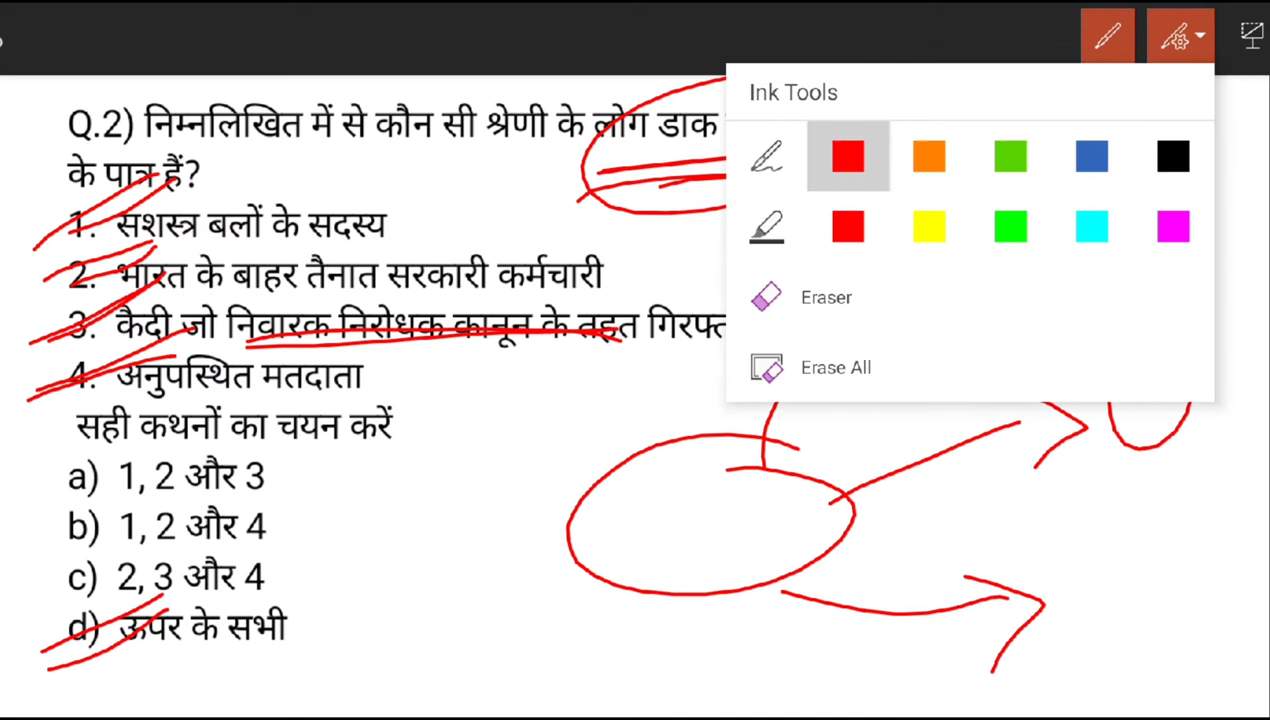 Ink Tools
Q.2) निम्नलिखित में से कौन सी श्रेणी के लोग डाक
के पात्र हैं?
1. सशस्त्र बलों के सदस्य
2. भारत के बाहर तैनात सरकारी कर्मचारी
3. कैदी जो निवारक निरोधक कानून के तहत
4. अनुपस्थित मतदाता
सही कथनों का चयन करें
a) 1, 2 और 3
b) 1, 2 और 4
c) 2, 3 और 4
d) ऊपर के सभी
Eraser
Erase All